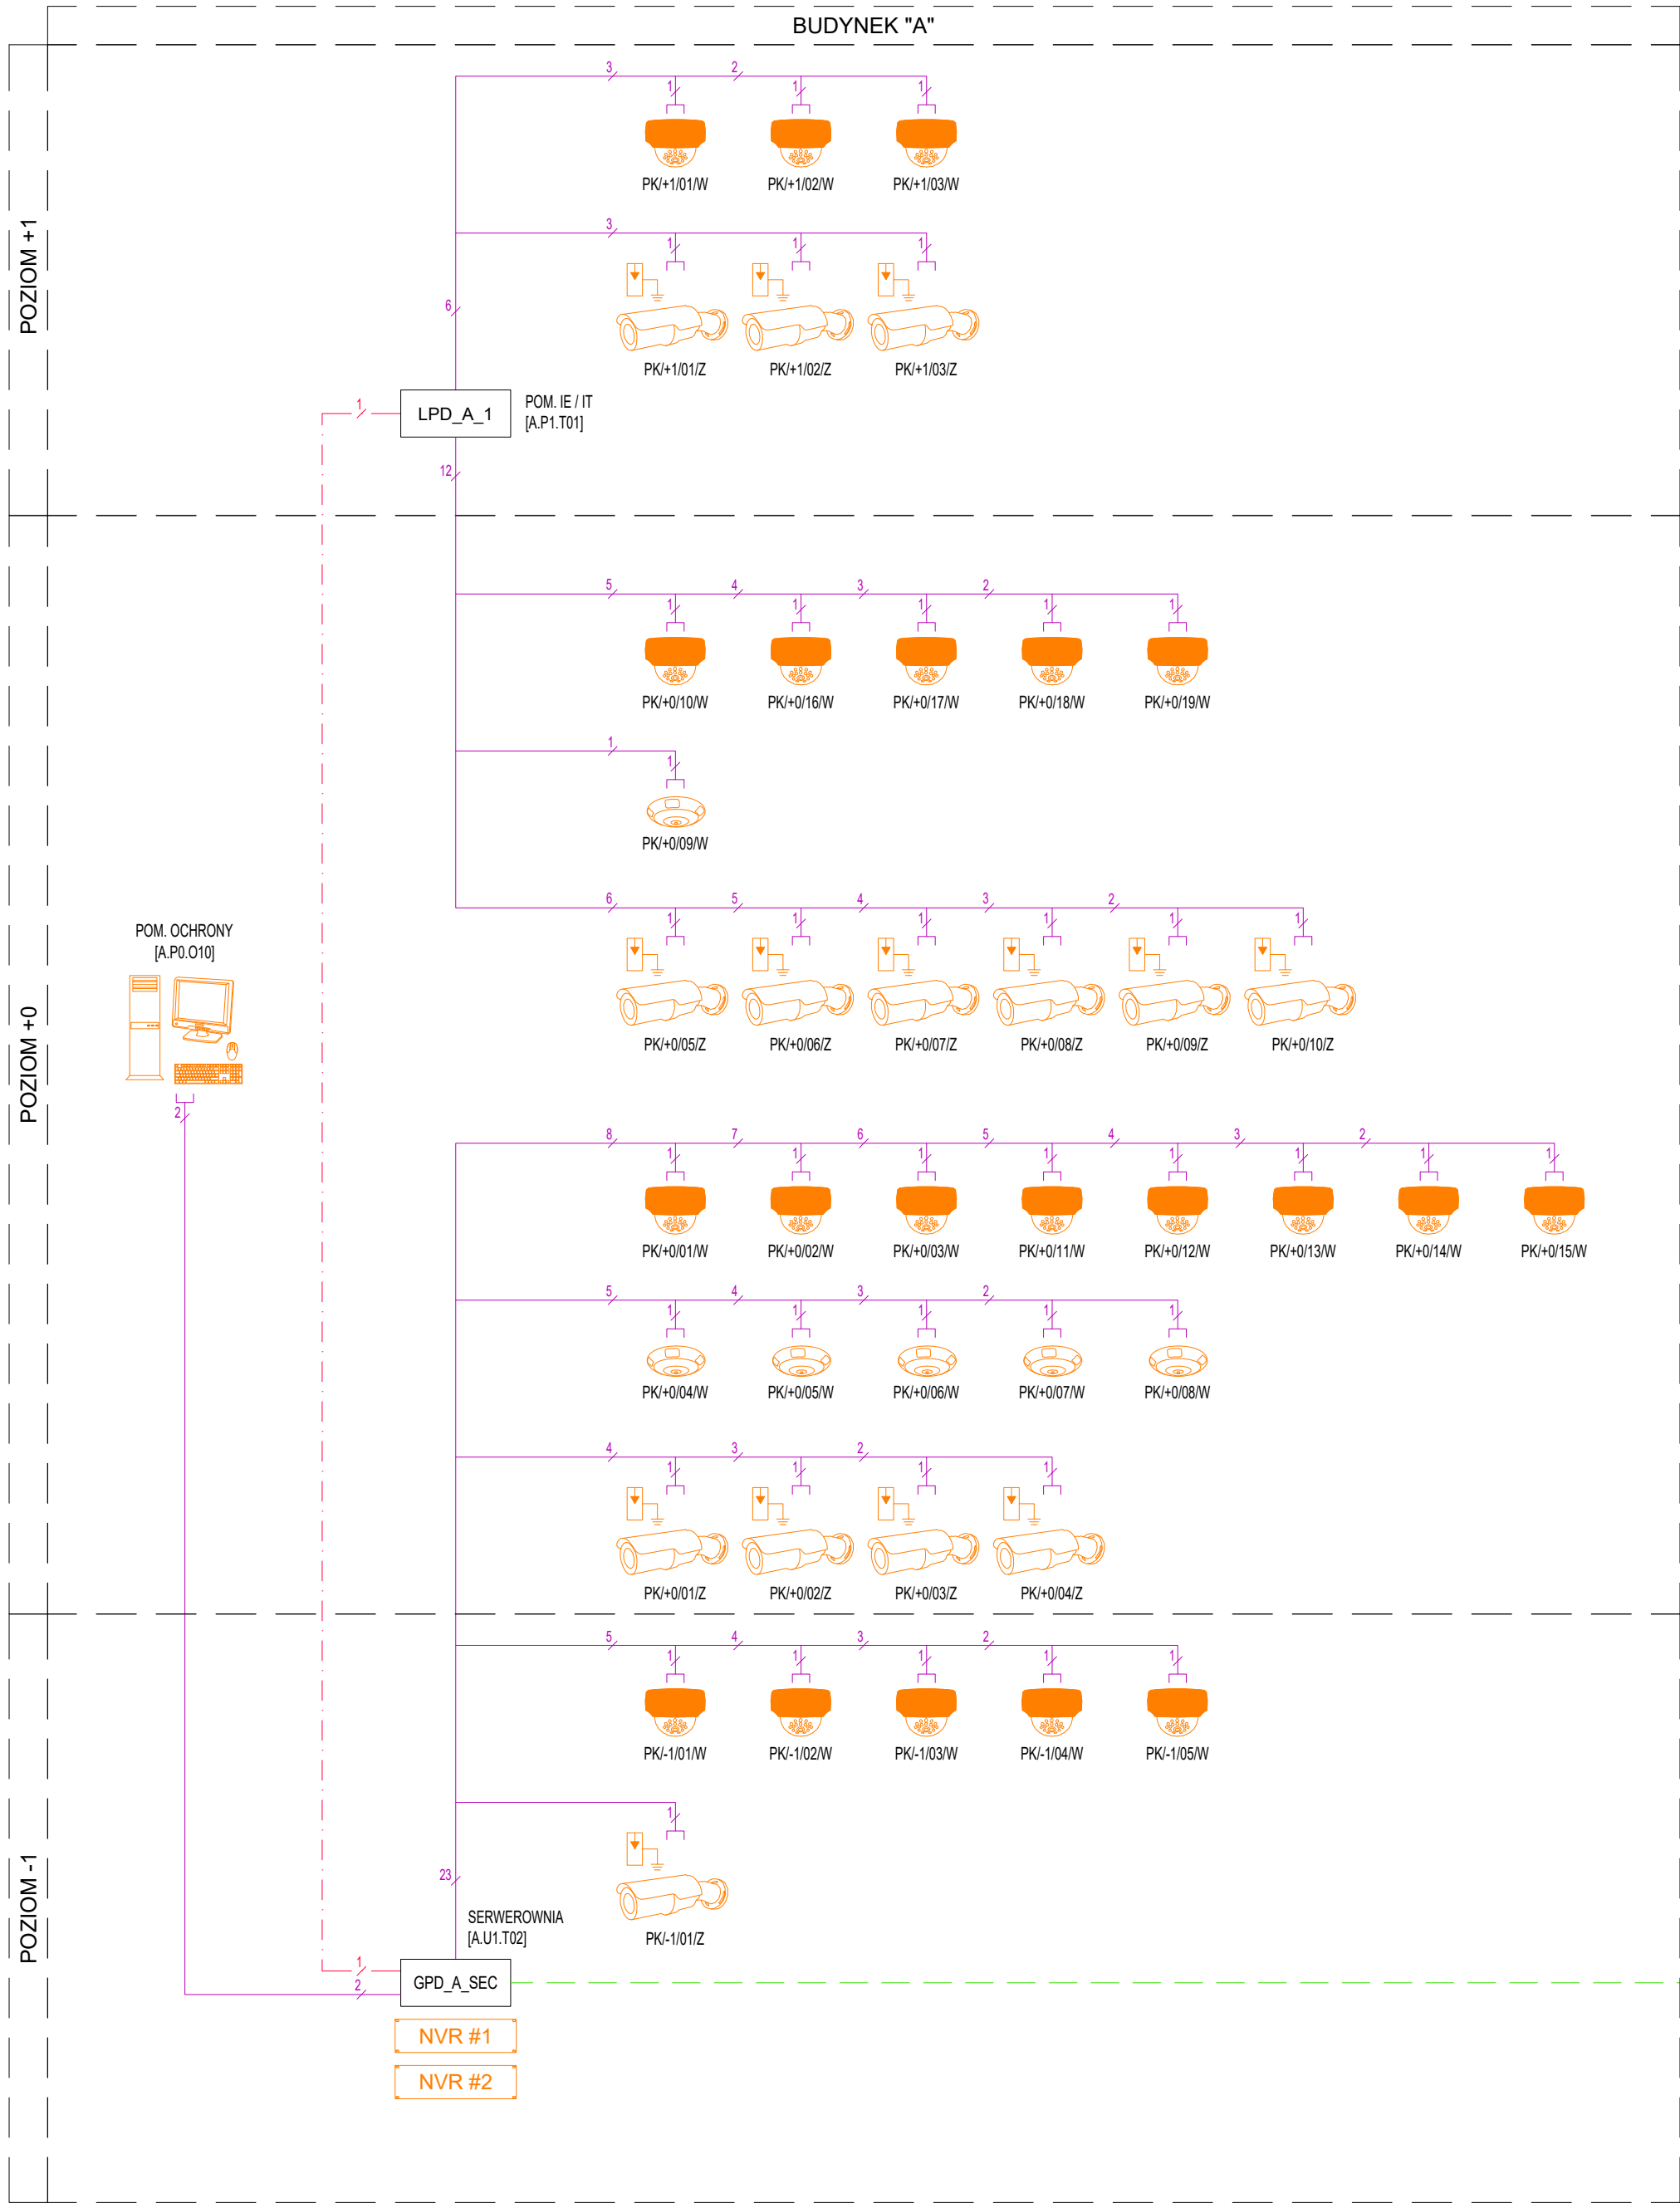 BUDYNEK "A"
POZIOM +1
3 2
1 1 1
PK/+1/01/W PK/+1/02/W PK/+1/03/W
3
1 1 1
PK/+1/01/Z PK/+1/02/Z PK/+1/03/Z
6
1
LPD_A_1
POM. IE / IT
[A.P1.T01]
12
POZIOM +0
5 4 3 2
1 1 1 1 1
PK/+0/10/W PK/+0/16/W PK/+0/17/W PK/+0/18/W PK/+0/19/W
1
1
PK/+0/09/W
6 5 4 3 2
1 1 1 1 1 1
PK/+0/05/Z PK/+0/06/Z PK/+0/07/Z PK/+0/08/Z PK/+0/09/Z PK/+0/10/Z
POM. OCHRONY
[A.P0.O10]
2
8 7 6 5 4 3 2
1 1 1 1 1 1 1 1
PK/+0/01/W PK/+0/02/W PK/+0/03/W PK/+0/11/W PK/+0/12/W PK/+0/13/W PK/+0/14/W PK/+0/15/W
5 4 3 2
1 1 1 1 1
PK/+0/04/W PK/+0/05/W PK/+0/06/W PK/+0/07/W PK/+0/08/W
4 3 2
1 1 1 1
PK/+0/01/Z PK/+0/02/Z PK/+0/03/Z PK/+0/04/Z
POZIOM -1
5 4 3 2
1 1 1 1 1
PK/-1/01/W PK/-1/02/W PK/-1/03/W PK/-1/04/W PK/-1/05/W
1
PK/-1/01/Z
23
SERWEROWNIA
[A.U1.T02]
1
2
GPD_A_SEC
NVR #1
NVR #2